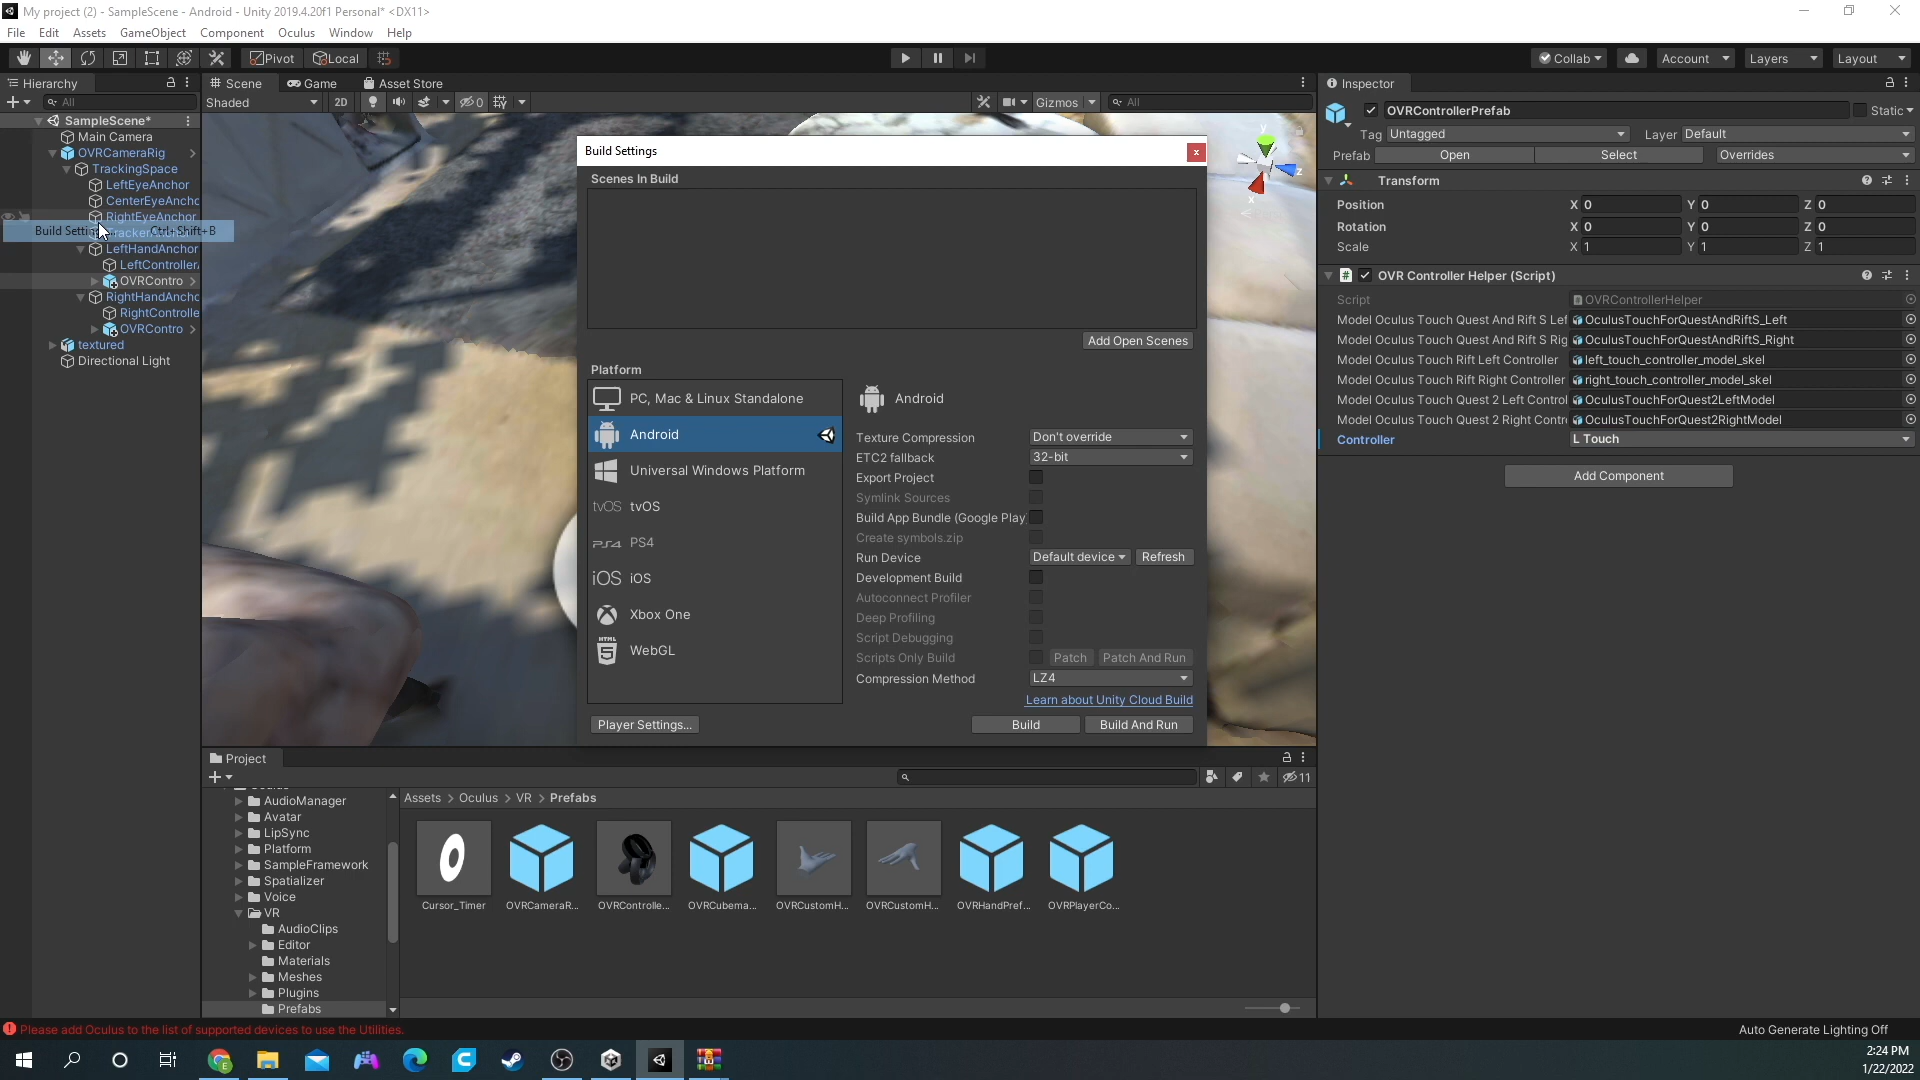 My project (2) - SampleScene - Android - Unity 2019.4.20f1 Personal* <DX11>
File Edit Assets GameObject Component Oculus Window Help
Pivot Local Collab Account Layers Layout
Hierarchy
All
SampleScene*
Main Camera
OVRCameraRig
TrackingSpace
LeftEyeAnchor
CenterEyeAncho
RightEyeAnchor
Build Setti Ctrl+Shift+B
LeftHandAnchor
LeftController
OVRContro
RightHandAncho
RightControlle
OVRContro
textured
Directional Light
Scene Game Asset Store
Shaded 2D 0 Gizmos All
Build Settings
Scenes In Build
Add Open Scenes
Platform
PC, Mac & Linux Standalone
Android
Universal Windows Platform
tvOS tvOS
PS4
iOS iOS
Xbox One
HTML 5 WebGL
Android
Texture Compression Don't override
ETC2 fallback 32-bit
Export Project
Symlink Sources
Build App Bundle (Google Play
Create symbols.zip
Run Device Default device Refresh
Development Build
Autoconnect Profiler
Deep Profiling
Script Debugging
Scripts Only Build Patch Patch And Run
Compression Method LZ4
Learn about Unity Cloud Build
Player Settings... Build Build And Run
y
z
x
Inspector
OVRControllerPrefab Static
Tag Untagged Layer Default
Prefab Open Select Overrides
Transform
Position X 0 Y 0 Z 0
Rotation X 0 Y 0 Z 0
Scale X 1 Y 1 Z 1
OVR Controller Helper (Script)
Script OVRControllerHelper
Model Oculus Touch Quest And Rift S Lef OculusTouchForQuestAndRiftS_Left
Model Oculus Touch Quest And Rift S Rig OculusTouchForQuestAndRiftS_Right
Model Oculus Touch Rift Left Controller left_touch_controller_model_skel
Model Oculus Touch Rift Right Controller right_touch_controller_model_skel
Model Oculus Touch Quest 2 Left Control OculusTouchForQuest2LeftModel
Model Oculus Touch Quest 2 Right Contro OculusTouchForQuest2RightModel
Controller L Touch
Add Component
Project
11
AudioManager
Avatar
LipSync
Platform
SampleFramework
Spatializer
Voice
VR
AudioClips
Editor
Materials
Meshes
Plugins
Prefabs
Assets > Oculus > VR > Prefabs
Cursor_Timer OVRCameraR... OVRControlle... OVRCubema... OVRCustomH... OVRCustomH... OVRHandPref... OVRPlayerCo...
Please add Oculus to the list of supported devices to use the Utilities.
Auto Generate Lighting Off
2:24 PM
1/22/2022